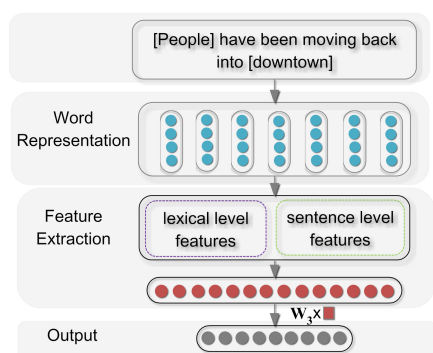 [People] have been moving back
into [downtown]
Word
Representation
Feature
Extraction
lexical level
features
sentence level
features
W3x
Output